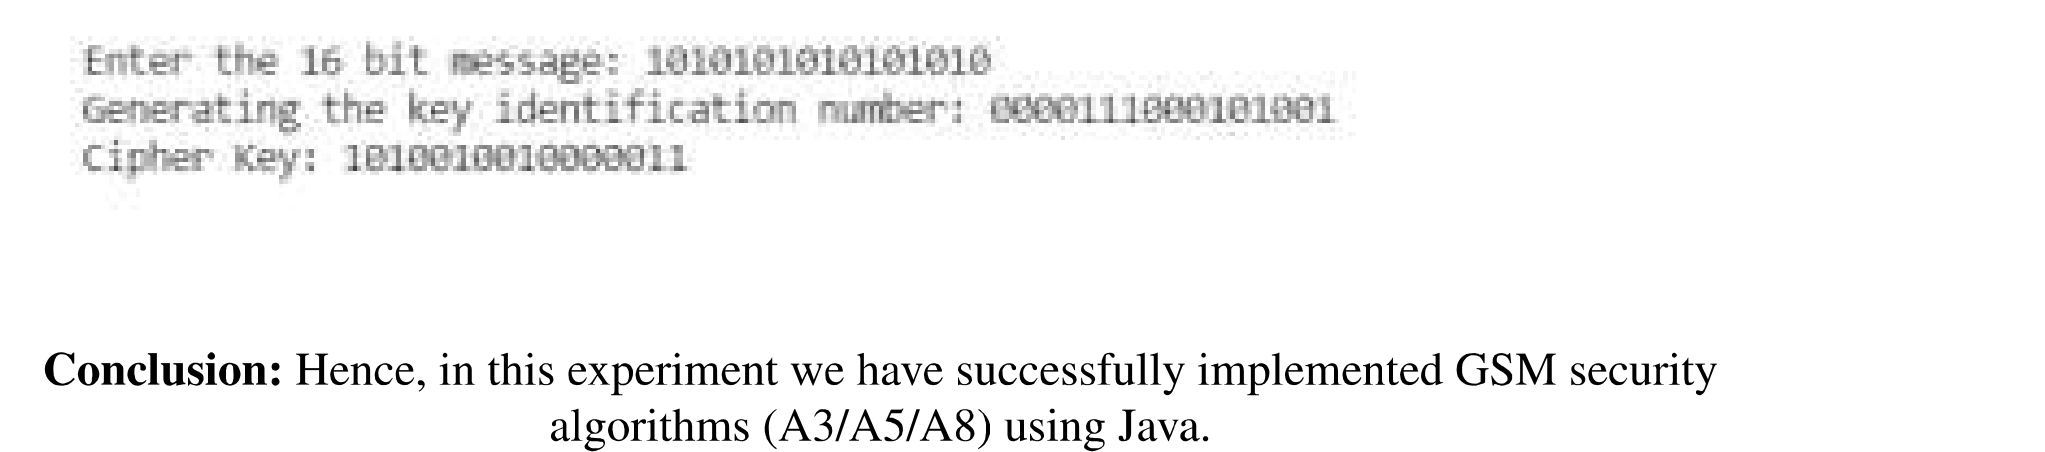 Enter the 16 bit message: 1010101010101010
Generating the key identification number: 0000111000101001
Cipher Key: 1010010010000011
Conclusion: Hence, in this experiment we have successfully implemented GSM security
algorithms (A3/A5/A8) using Java.